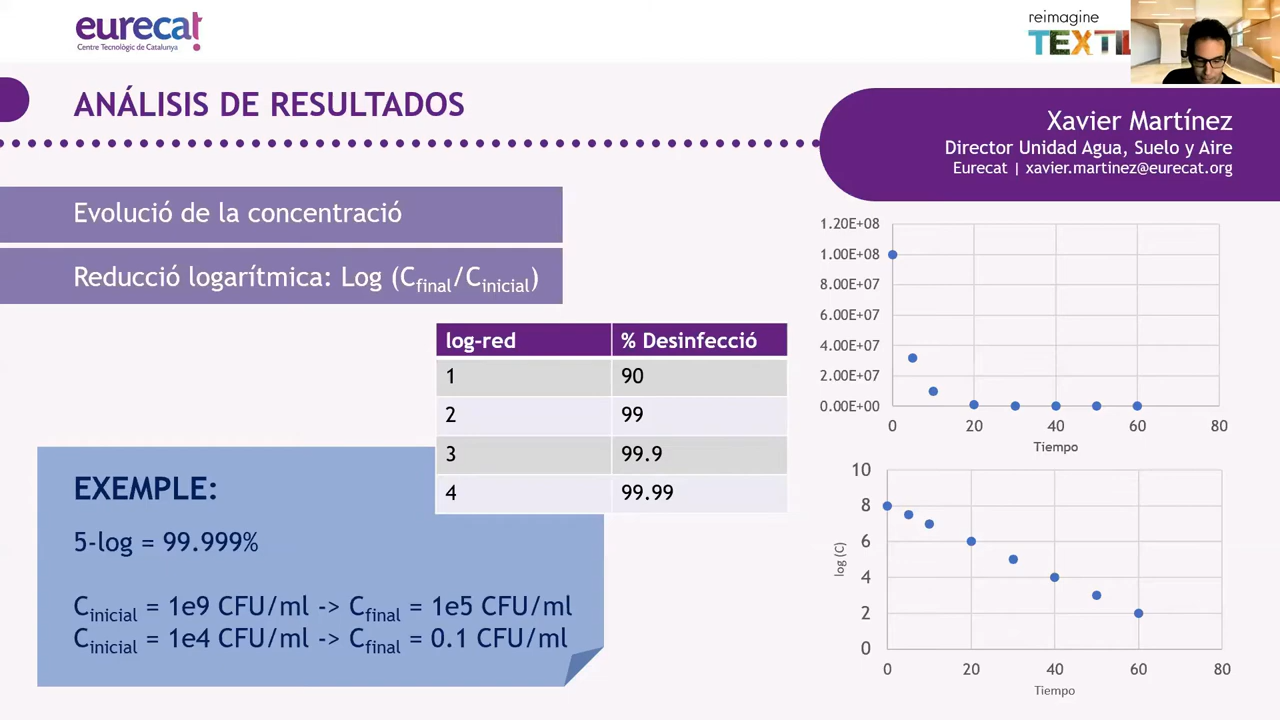 eurecat
Centre Tecnològic de Catalunya
reimagine
TEXTIL
ANÁLISIS DE RESULTADOS
Xavier Martínez
Director Unidad Agua, Suelo y Aire
Eurecat | xavier.martinez@eurecat.org
Evolució de la concentració
Reducció logarítmica: Log (Cfinal/Cinicial)
log-red % Desinfecció
1 90
2 99
3 99.9
4 99.99
EXEMPLE:
5-log = 99.999%
Cinicial = 1e9 CFU/ml -> Cfinal = 1e5 CFU/ml
Cinicial = 1e4 CFU/ml -> Cfinal = 0.1 CFU/ml
1.20E+08
1.00E+08
8.00E+07
6.00E+07
4.00E+07
2.00E+07
0.00E+00
0 20 40 60 80
Tiempo
10
8
6
4
2
0
log (C)
0 20 40 60 80
Tiempo